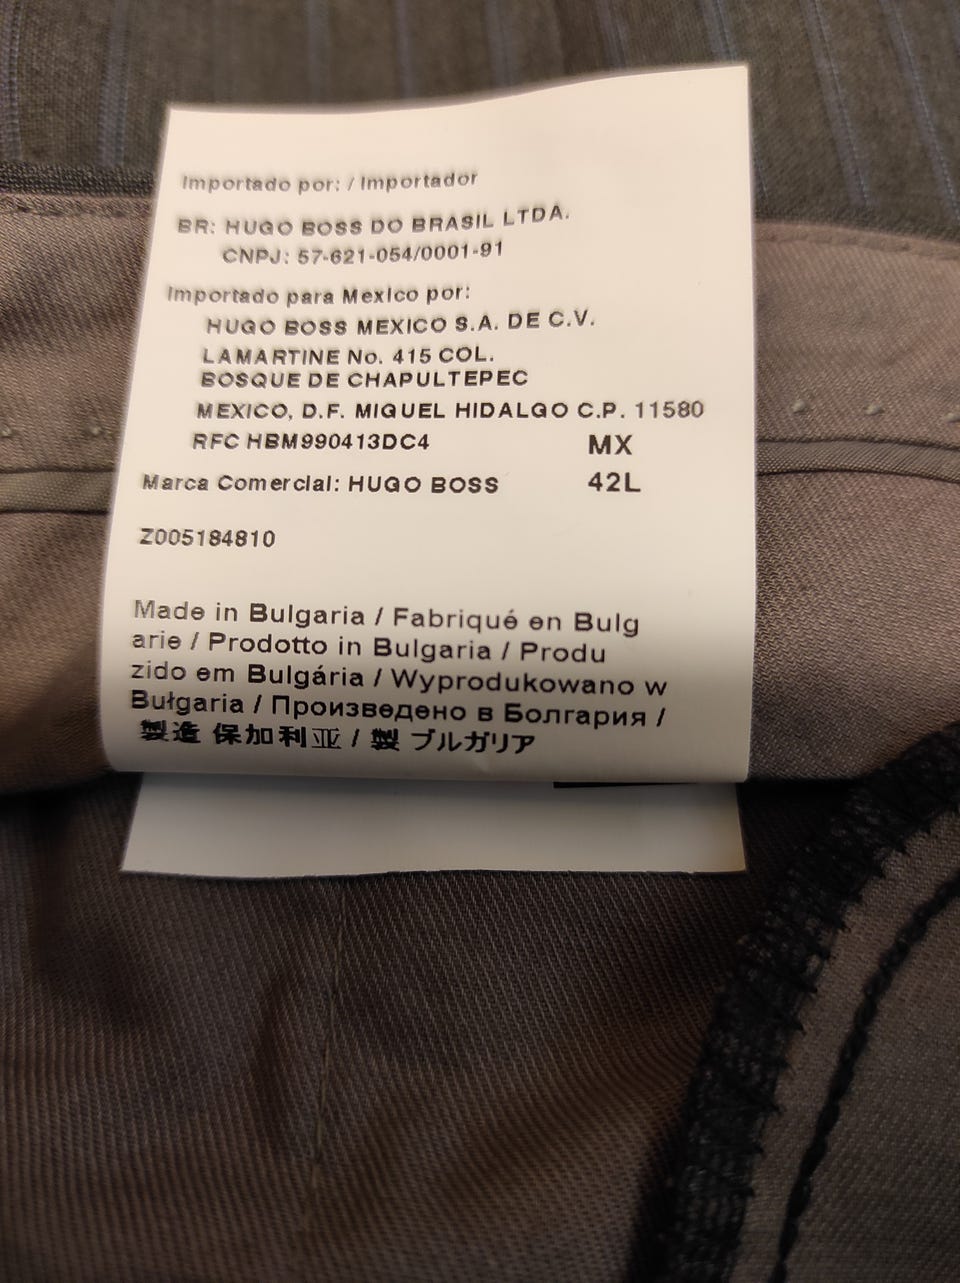 Importado por: / Importador
BR: HUGO BOSS DO BRASIL LTDA.
CNPJ: 57-621-054/0001-91
Importado para Mexico por:
HUGO BOSS MEXICO S.A. DE C.V.
LAMARTINE No. 415 COL.
BOSQUE DE CHAPULTEPEC
MEXICO, D.F. MIGUEL HIDALGO C.P. 11580
RFC HBM990413DC4 MX
Marca Comercial: HUGO BOSS 42L
Z005184810
Made in Bulgaria / Fabriqué en Bulg
arie / Prodotto in Bulgaria / Produ
zido em Bulgária / Wyprodukowano w
Bułgaria / Произведено в Болгария /
製造 保加利亚 / 製 ブルガリア